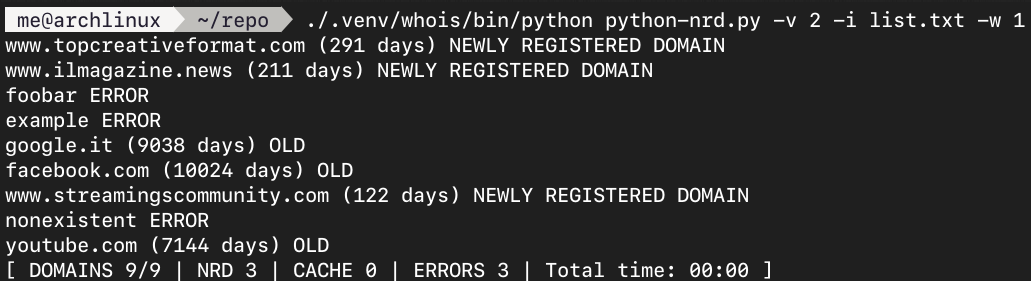 me@archlinux ~/repo ./.venv/whois/bin/python python-nrd.py -v 2 -i list.txt -w 1
www.topcreativeformat.com (291 days) NEWLY REGISTERED DOMAIN
www.ilmagazine.news (211 days) NEWLY REGISTERED DOMAIN
foobar ERROR
example ERROR
google.it (9038 days) OLD
facebook.com (10024 days) OLD
www.streamingscommunity.com (122 days) NEWLY REGISTERED DOMAIN
nonexistent ERROR
youtube.com (7144 days) OLD
[ DOMAINS 9/9 | NRD 3 | CACHE 0 | ERRORS 3 | Total time: 00:00 ]